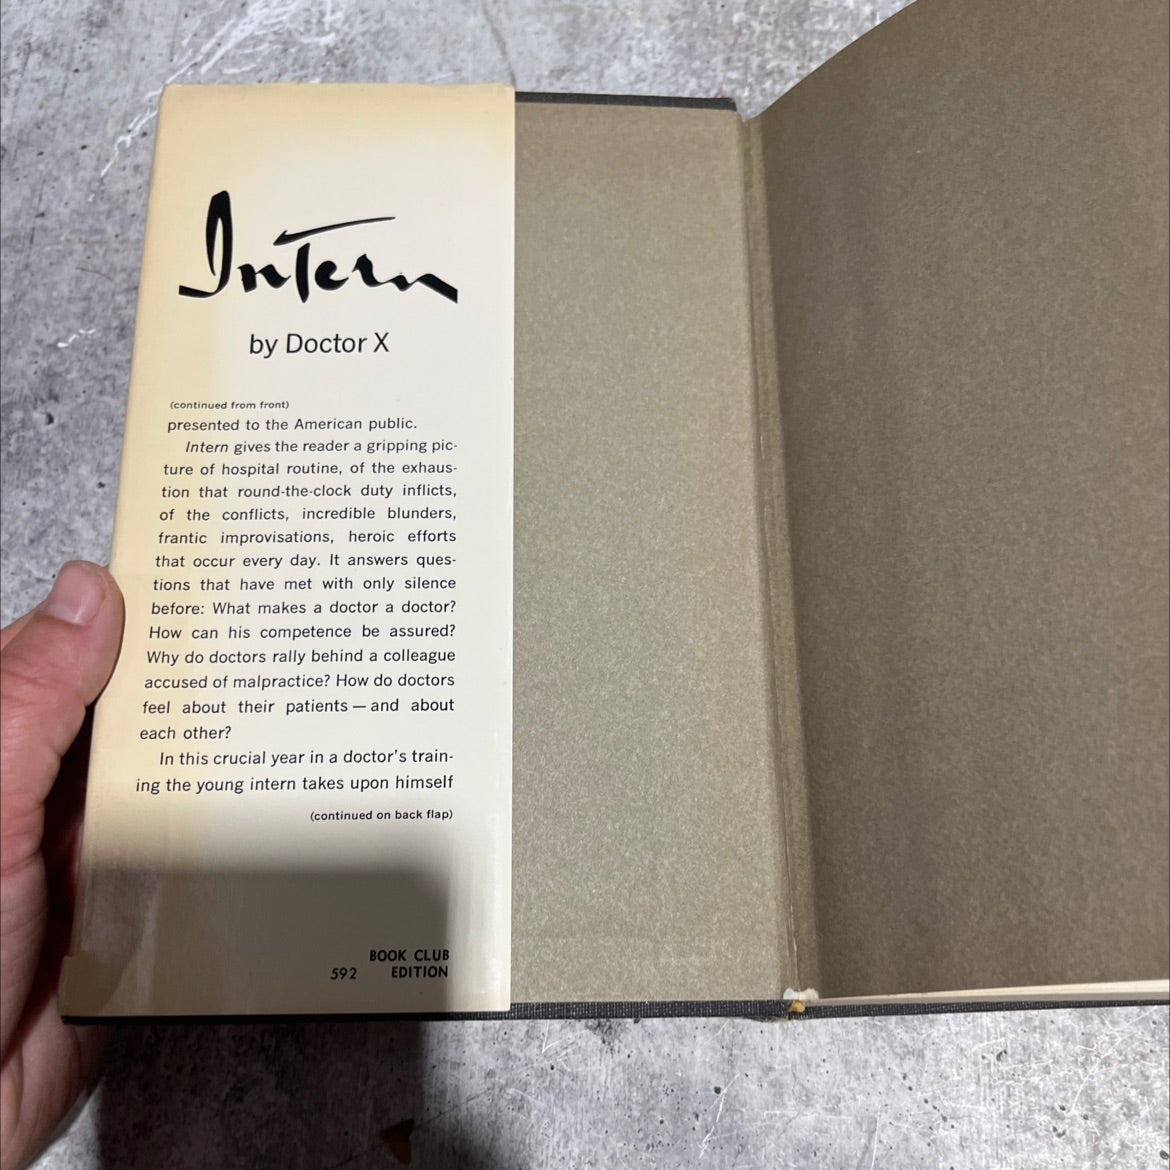 Intern
by Doctor X
(continued from front)
presented to the American public.
Intern gives the reader a gripping pic-
ture of hospital routine, of the exhaus-
tion that round-the-clock duty inflicts,
of the conflicts, incredible blunders,
frantic improvisations, heroic efforts
that occur every day. It answers ques-
tions that have met with only silence
before: What makes a doctor a doctor?
How can his competence be assured?
Why do doctors rally behind a colleague
accused of malpractice? How do doctors
feel about their patients — and about
each other?
In this crucial year in a doctor's train-
ing the young intern takes upon himself
(continued on back flap)
BOOK CLUB
592 EDITION